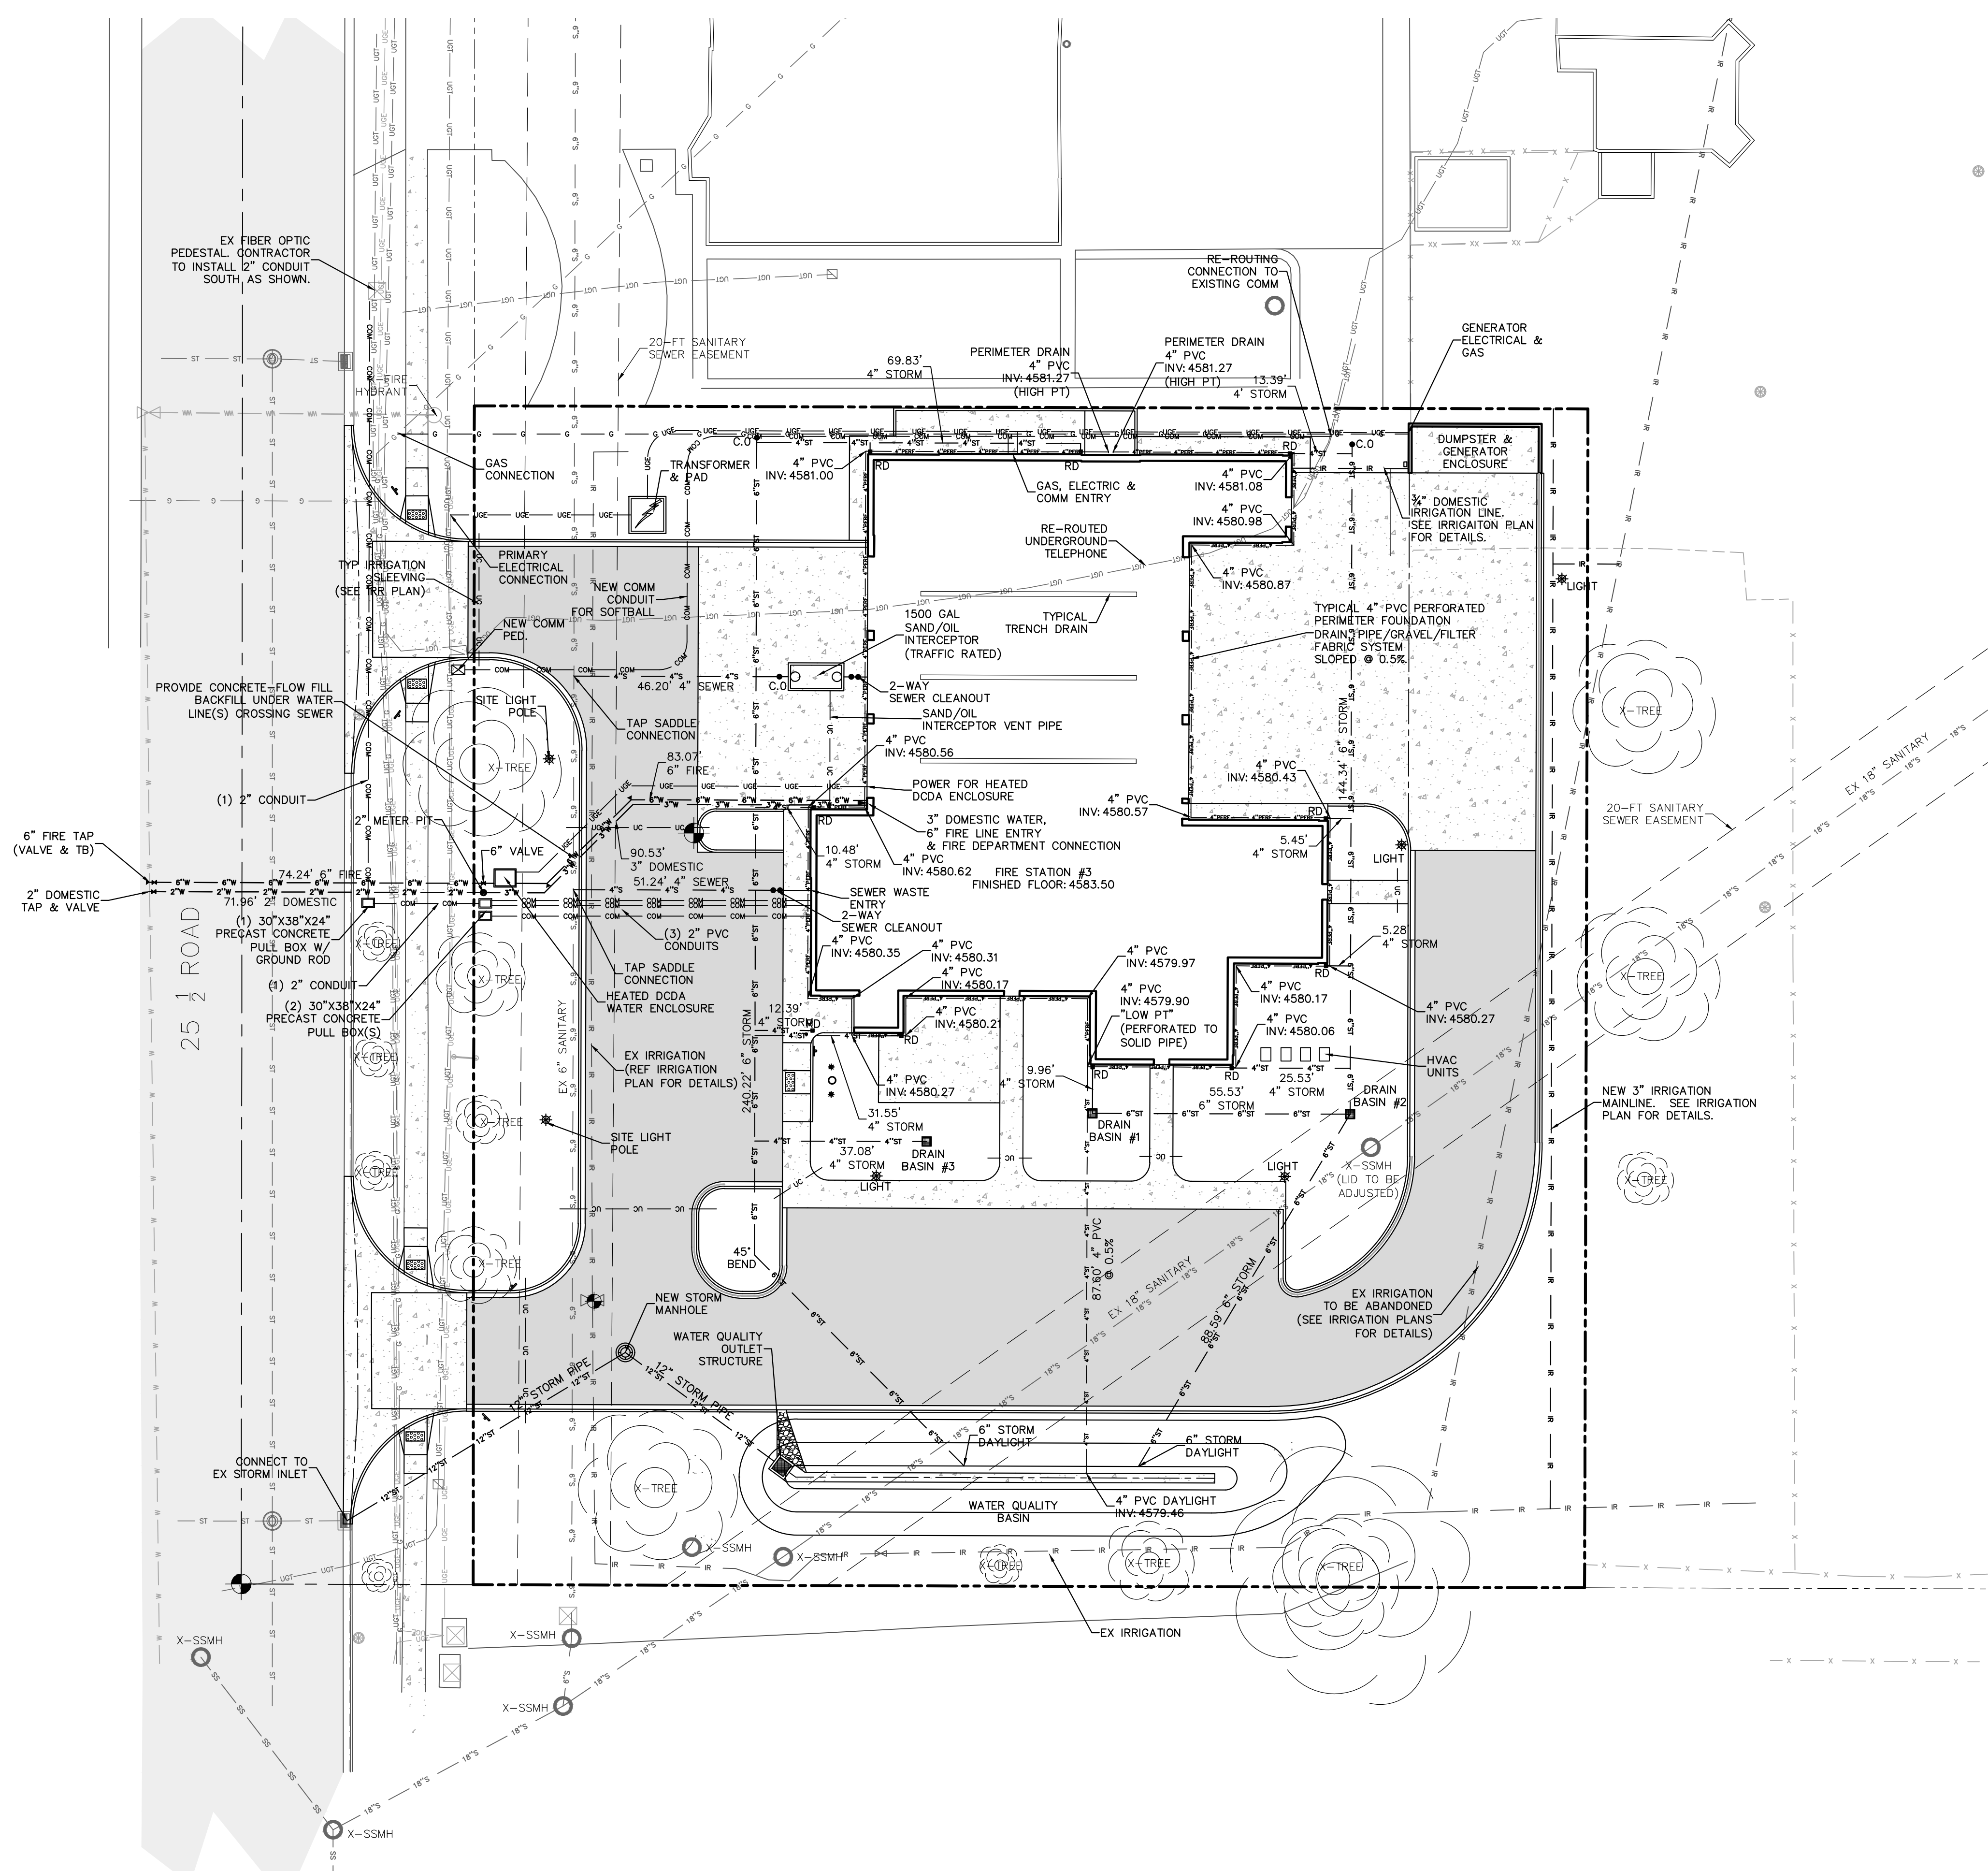 EX FIBER OPTIC
PEDESTAL. CONTRACTOR
TO INSTALL 2" CONDUIT
SOUTH AS SHOWN.
RE-ROUTING
CONNECTION TO
EXISTING COMM
20-FT SANITARY
SEWER EASEMENT
69.83'
4" STORM
PERIMETER DRAIN
4" PVC
INV: 4581.27
(HIGH PT)
PERIMETER DRAIN
4" PVC
INV: 4581.27
(HIGH PT)
13.39'
4' STORM
GENERATOR
ELECTRICAL &
GAS
X-FIRE
HYDRANT
GAS
CONNECTION
C.O
TRANSFORMER
& PAD
4" PVC
INV: 4581.00
RD
RD
GAS, ELECTRIC &
COMM ENTRY
RD
C.O
4" PVC
INV: 4581.08
DUMPSTER &
GENERATOR
ENCLOSURE
4" PVC
INV: 4580.98
¾" DOMESTIC
IRRIGATION LINE.
SEE IRRIGAITON PLAN
FOR DETAILS.
RE-ROUTED
UNDERGROUND
TELEPHONE
PRIMARY
ELECTRICAL
CONNECTION
TYP IRRIGATION
SLEEVING
(SEE IRR PLAN)
NEW COMM
CONDUIT
FOR SOFTBALL
4" PVC
INV: 4580.87
LIGHT
NEW COMM
PED.
1500 GAL
SAND/OIL
INTERCEPTOR
(TRAFFIC RATED)
TYPICAL
TRENCH DRAIN
TYPICAL 4" PVC PERFORATED
PERIMETER FOUNDATION
DRAIN, PIPE/GRAVEL/FILTER
FABRIC SYSTEM
SLOPED @ 0.5%.
PROVIDE CONCRETE-FLOW FILL
BACKFILL UNDER WATER
LINE(S) CROSSING SEWER
46.20' 4" SEWER
C.O
2-WAY
SEWER CLEANOUT
SITE LIGHT
POLE
TAP SADDLE
CONNECTION
SAND/OIL
INTERCEPTOR VENT PIPE
X-TREE
X-TREE
4" PVC
INV: 4580.56
83.07'
6" FIRE
144.34' 6" STORM
EX 18" SANITARY
4" PVC
INV: 4580.43
(1) 2" CONDUIT
POWER FOR HEATED
DCDA ENCLOSURE
4" PVC
INV: 4580.57
RD
20-FT SANITARY
SEWER EASEMENT
2" METER PIT
RD
3" DOMESTIC WATER,
6" FIRE LINE ENTRY
& FIRE DEPARTMENT CONNECTION
6" FIRE TAP
(VALVE & TB)
10.48'
4" STORM
5.45'
4" STORM
LIGHT
90.53'
3" DOMESTIC
4" PVC
INV: 4580.62
FIRE STATION #3
FINISHED FLOOR: 4583.50
6" VALVE
74.24' 6" FIRE
2" DOMESTIC
TAP & VALVE
71.96' 2" DOMESTIC
51.24' 4" SEWER
SEWER WASTE
ENTRY
2-WAY
SEWER CLEANOUT
25 1/2 ROAD
(1) 30"X38"X24"
PRECAST CONCRETE
PULL BOX W/
GROUND ROD
X-TREE
(3) 2" PVC
CONDUITS
4" PVC
INV: 4580.35
4" PVC
INV: 4580.31
4" PVC
INV: 4579.97
5.28'
4" STORM
RD
X-TREE
TAP SADDLE
CONNECTION
X-TREE
(1) 2" CONDUIT
4" PVC
INV: 4580.17
4" PVC
INV: 4579.90
"LOW PT"
(PERFORATED TO
SOLID PIPE)
4" PVC
INV: 4580.17
HEATED DCDA
WATER ENCLOSURE
(2) 30"X38"X24"
PRECAST CONCRETE
PULL BOX(S)
12.39'
4" STORM
RD
4" PVC
INV: 4580.21
RD
4" PVC
INV: 4580.06
4" PVC
INV: 4580.27
X-TREE
EX 6" SANITARY
EX IRRIGATION
(REF IRRIGATION
PLAN FOR DETAILS)
240.22' 6" STORM
4" PVC
INV: 4580.27
9.96'
4" STORM
RD
RD
HVAC
UNITS
25.53'
4" STORM
55.53'
6" STORM
DRAIN
BASIN #2
NEW 3" IRRIGATION
MAINLINE. SEE IRRIGATION
PLAN FOR DETAILS.
X-TREE
SITE LIGHT
POLE
31.55'
4" STORM
DRAIN
BASIN #1
37.08'
4" STORM
DRAIN
BASIN #3
LIGHT
LIGHT
X-SSMH
(LID TO BE
ADJUSTED)
X-TREE
X-TREE
X-TREE
45°
BEND
87.60' 4" PVC
@ 0.5%
EX 18" SANITARY
88.59' 6" STORM
NEW STORM
MANHOLE
EX IRRIGATION
TO BE ABANDONED
(SEE IRRIGATION PLANS
FOR DETAILS)
WATER QUALITY
OUTLET
STRUCTURE
12" STORM PIPE
12" STORM PIPE
6" STORM
DAYLIGHT
6" STORM
DAYLIGHT
CONNECT TO
EX STORM INLET
X-TREE
WATER QUALITY
BASIN
4" PVC DAYLIGHT
INV: 4579.46
X-SSMH
X-SSMH
X-TREE
X-TREE
X-TREE
EX IRRIGATION
X-SSMH
X-SSMH
X-SSMH
X-SSMH